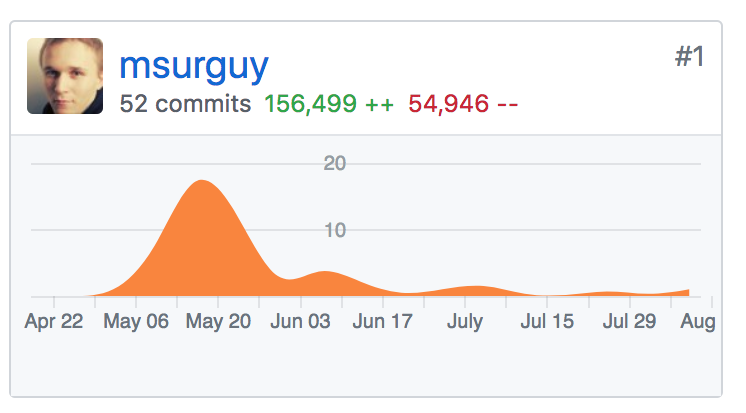 msurguy #1
52 commits 156,499 ++ 54,946 --
20
10
Apr 22 May 06 May 20 Jun 03 Jun 17 July Jul 15 Jul 29 Aug